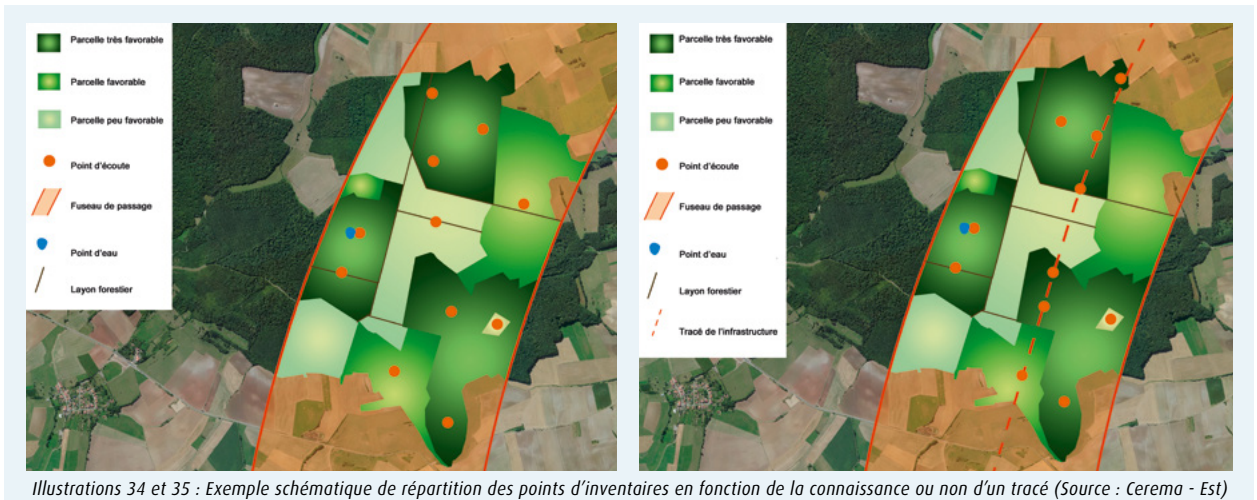 Parcelle très favorable
Parcelle favorable
Parcelle peu favorable
Point d'écoute
Fuseau de passage
Point d'eau
Layon forestier
Parcelle très favorable
Parcelle favorable
Parcelle peu favorable
Point d'écoute
Fuseau de passage
Point d'eau
Layon forestier
Tracé de l'infrastructure
Illustrations 34 et 35 : Exemple schématique de répartition des points d'inventaires en fonction de la connaissance ou non d'un tracé (Source : Cerema - Est)